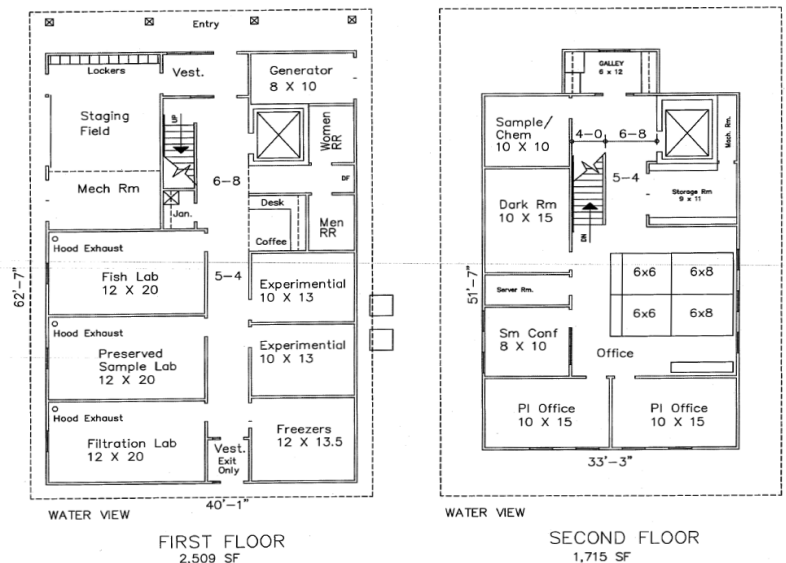 Entry
Lockers
Vest.
Generator
8 X 10
Staging
Field
UP
Women
RR
Mech Rm
6-8
DF
Jan.
Desk
Coffee
Men
RR
Hood Exhaust
Fish Lab
12 X 20
5-4
Experimental
10 X 13
62'-7"
Hood Exhaust
Preserved
Sample Lab
12 X 20
Experimental
10 X 13
Hood Exhaust
Filtration Lab
12 X 20
Vest.
Exit
Only
Freezers
12 X 13.5
40'-1"
WATER VIEW
FIRST FLOOR
2,509 SF
GALLEY
6 x 12
Sample/
Chem
10 X 10
4-0
6-8
Mach. Rm.
5-4
Dark Rm
10 X 15
Storage Rm
9 x 11
DN
51'-7"
Server Rm.
6x6
6x8
6x6
6x8
Sm Conf
8 X 10
Office
PI Office
10 X 15
PI Office
10 X 15
33'-3"
WATER VIEW
SECOND FLOOR
1,715 SF